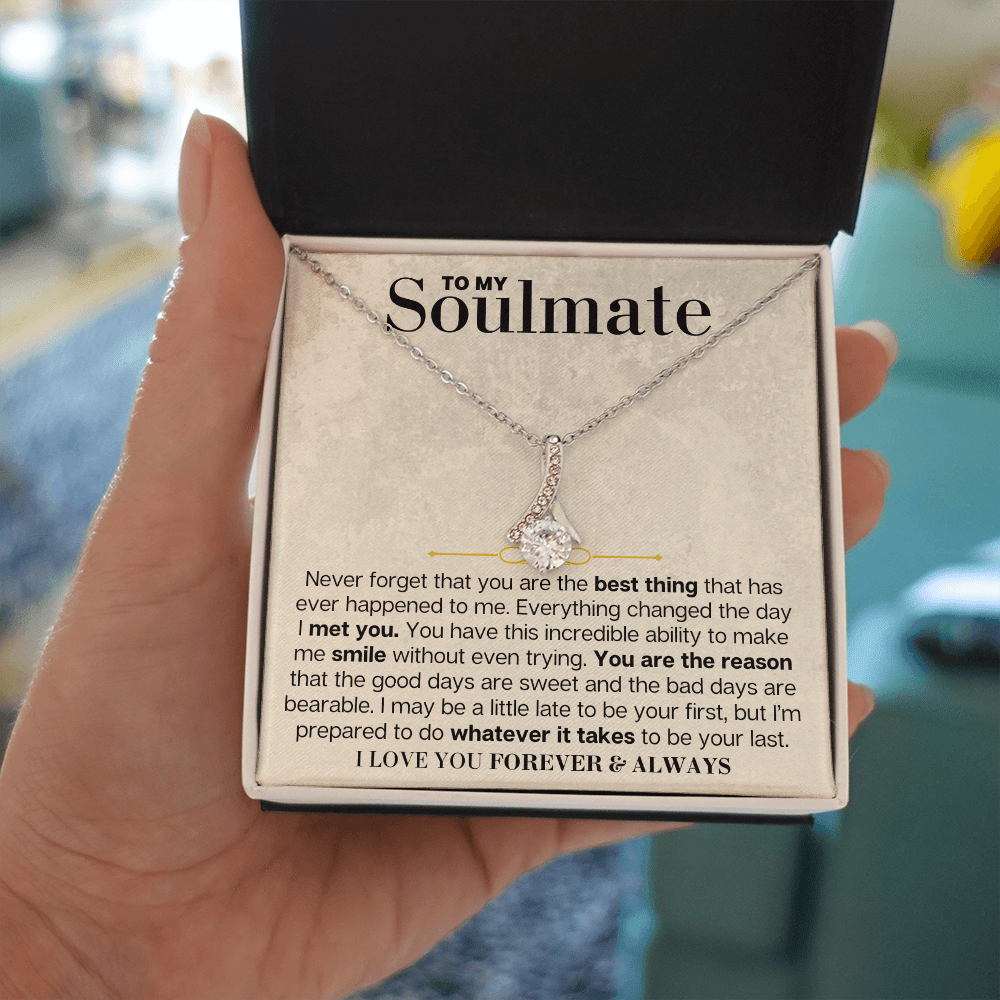 TO MY
Soulmate
Never forget that you are the best thing that has
ever happened to me. Everything changed the day
I met you. You have this incredible ability to make
me smile without even trying. You are the reason
that the good days are sweet and the bad days are
bearable. I may be a little late to be your first, but I’m
prepared to do whatever it takes to be your last.
I LOVE YOU FOREVER & ALWAYS